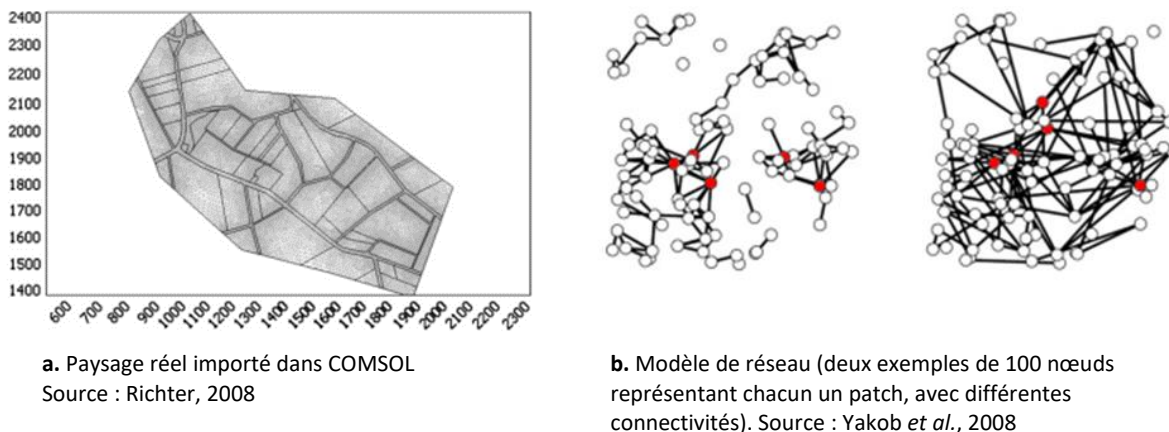 2400
2300
2200
2100
2000
1900
1800
1700
1600
1500
1400
600 700 800 900 1000 1100 1200 1300 1400 1500 1600 1700 1800 1900 2000 2100 2200 2300
a. Paysage réel importé dans COMSOL
Source : Richter, 2008
b. Modèle de réseau (deux exemples de 100 nœuds
représentant chacun un patch, avec différentes
connectivités). Source : Yakob et al., 2008